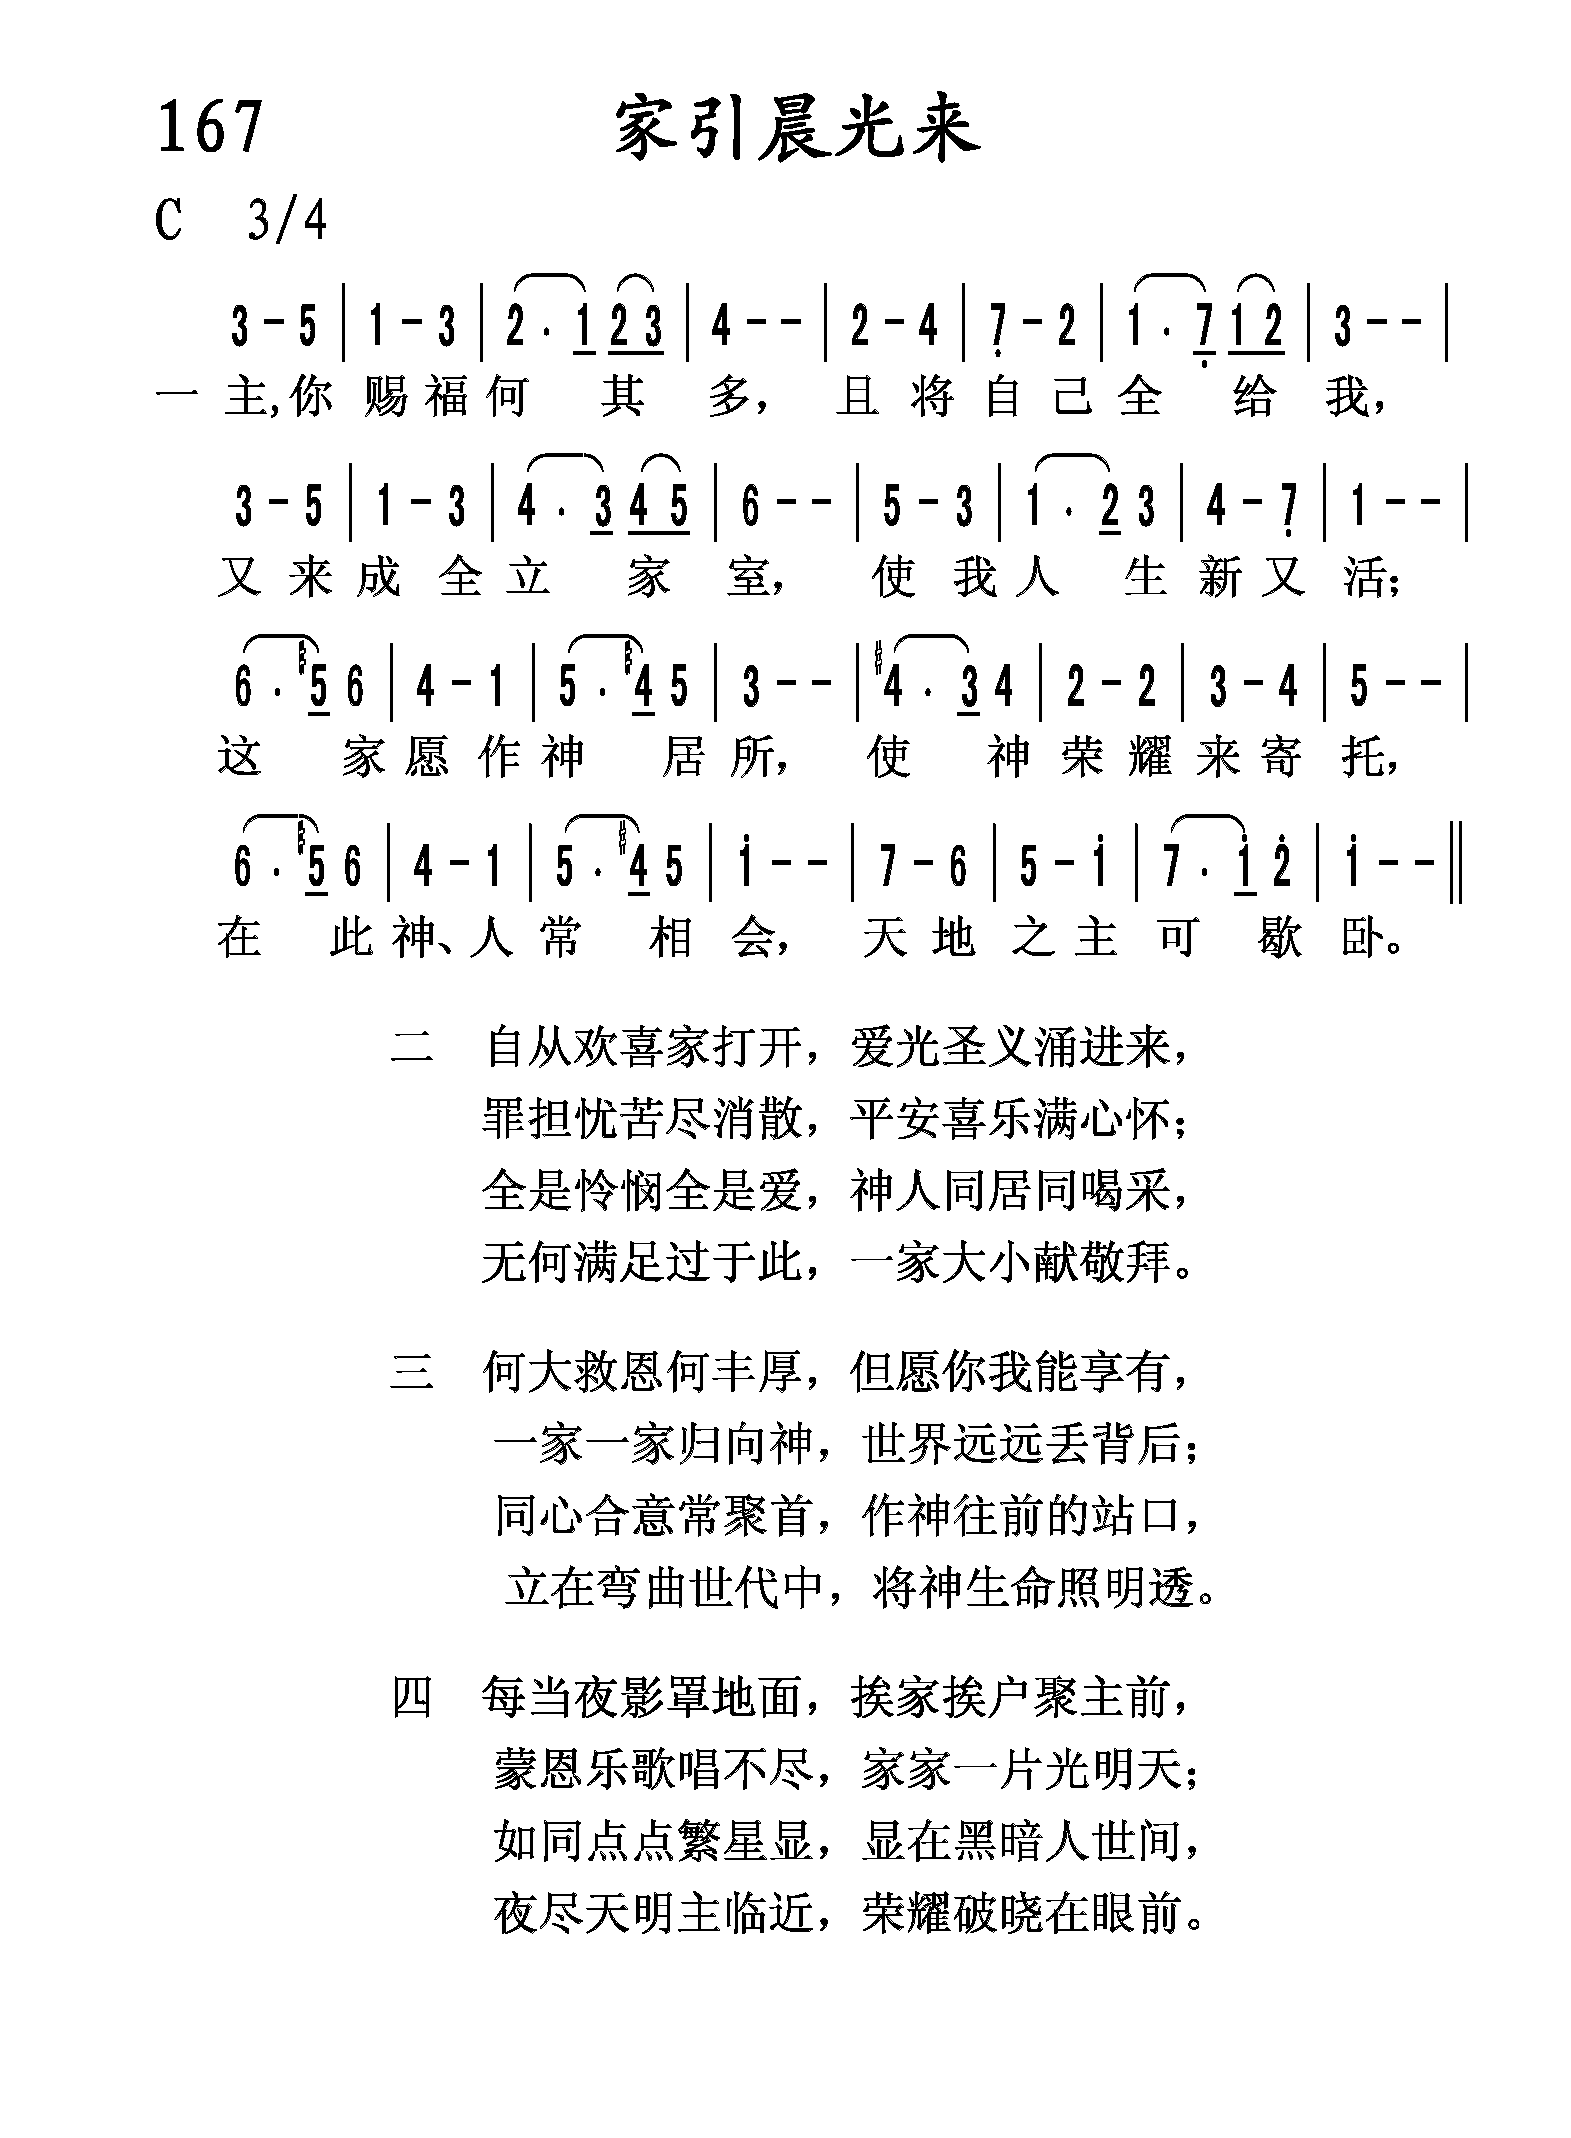 167 家引晨光来
C 3/4
3 - 5 | 1 - 3 | 2 . 1 2 3 | 4 - - | 2 - 4 | 7 - 2 | 1 . 7 1 2 | 3 - - |
一 主,你 赐 福 何 其 多， 且 将 自 己 全 给 我，
3 - 5 | 1 - 3 | 4 . 3 4 5 | 6 - - | 5 - 3 | 1 . 2 3 | 4 - 7 | 1 - - |
又 来 成 全 立 家 室， 使 我 人 生 新 又 活；
6 . 5 6 | 4 - 1 | 5 . 4 5 | 3 - - | #4 . 3 4 | 2 - 2 | 3 - 4 | 5 - - |
这 家 愿 作 神 居 所， 使 神 荣 耀 来 寄 托，
6 . 5 6 | 4 - 1 | 5 . #4 5 | 1 - - | 7 - 6 | 5 - 1 | 7 . 1 2 | 1 - - ‖
在 此 神、人 常 相 会， 天 地 之 主 可 歇 卧。
二 自从欢喜家打开，爱光圣义涌进来，
罪担忧苦尽消散，平安喜乐满心怀；
全是怜悯全是爱，神人同居同喝采，
无何满足过于此，一家大小献敬拜。
三 何大救恩何丰厚，但愿你我能享有，
一家一家归向神，世界远远丢背后；
同心合意常聚首，作神往前的站口，
立在弯曲世代中，将神生命照明透。
四 每当夜影罩地面，挨家挨户聚主前，
蒙恩乐歌唱不尽，家家一片光明天；
如同点点繁星显，显在黑暗人世间，
夜尽天明主临近，荣耀破晓在眼前。